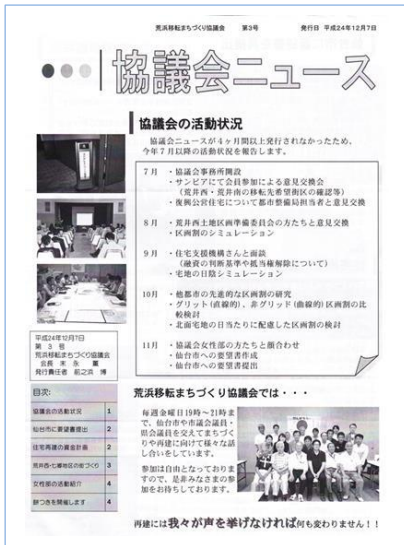 荒浜移転まちづくり協議会 第3号 発行日 平成24年12月7日
協議会ニュース
協議会の活動状況
協議会ニュースが4ヶ月間以上発行されなかったため、
今年7月以降の活動状況を報告します。
7月 ・協議会事務所開設
・サンピアにて会員参加による意見交換会
(荒井西・荒井南の移転先希望街区の確認等)
・復興公営住宅について都市整備局担当者と意見交換
8月 ・荒井西土地区画準備委員会の方たちと意見交換
・区画割のシミュレーション
9月 ・住宅支援機構さんと面談
(融資の判断基準や抵当権解除について)
・宅地の日陰シミュレーション
10月 ・他都市の先進的な区画割の研究
・グリット(直線的)、非グリッド(曲線的)区画割の比
較検討
・北面宅地の日当たりに配慮した区画割の検討
11月 ・協議会女性部の方たちと顔合わせ
・仙台市への要望書作成
・仙台市への要望書提出
平成24年12月7日
第 3 号
荒浜移転まちづくり協議会
会長 末 永 薫
発行責任者 舩之浜 博
目次:
協議会の活動状況 1
仙台市に要望書提出 2
住宅再建の資金計画 2
荒井西・七郷地区の街づくり 3
女性部の活動紹介 4
餅つきを開催します 4
荒浜移転まちづくり協議会では・・・
毎週金曜日19時~21時ま
で、仙台市や市議会議員・
県会議員を交えてまちづく
りや再建に向けて様々な話
し合いをしています。
参加は自由となっておりま
すので、是非みなさまの参
加をお待ちしております。
再建には我々が声を挙げなければ何も変わりません!!